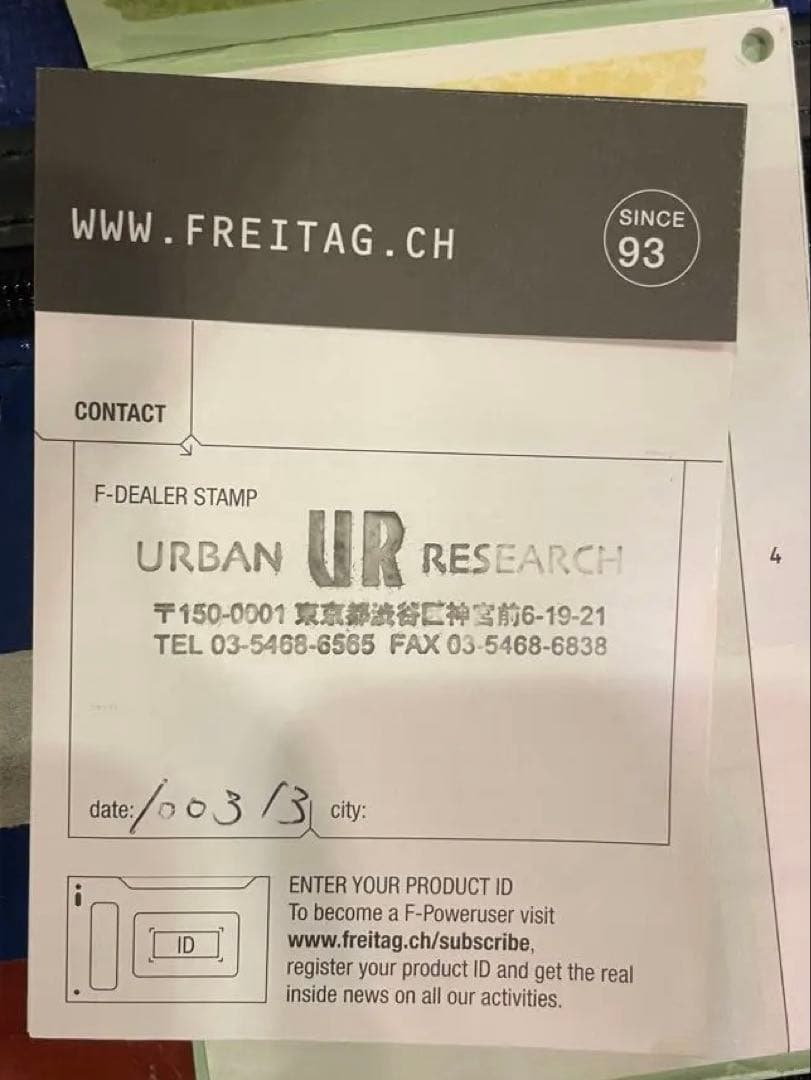 WWW.FREITAG.CH
SINCE
93
CONTACT
F-DEALER STAMP
URBAN UR RESEARCH
〒150-0001 東京都渋谷区神宮前6-19-21
TEL 03-5468-6565 FAX 03-5468-6838
4
date: 1003 13 city:
i
ID
ENTER YOUR PRODUCT ID
To become a F-Poweruser visit
www.freitag.ch/subscribe,
register your product ID and get the real
inside news on all our activities.